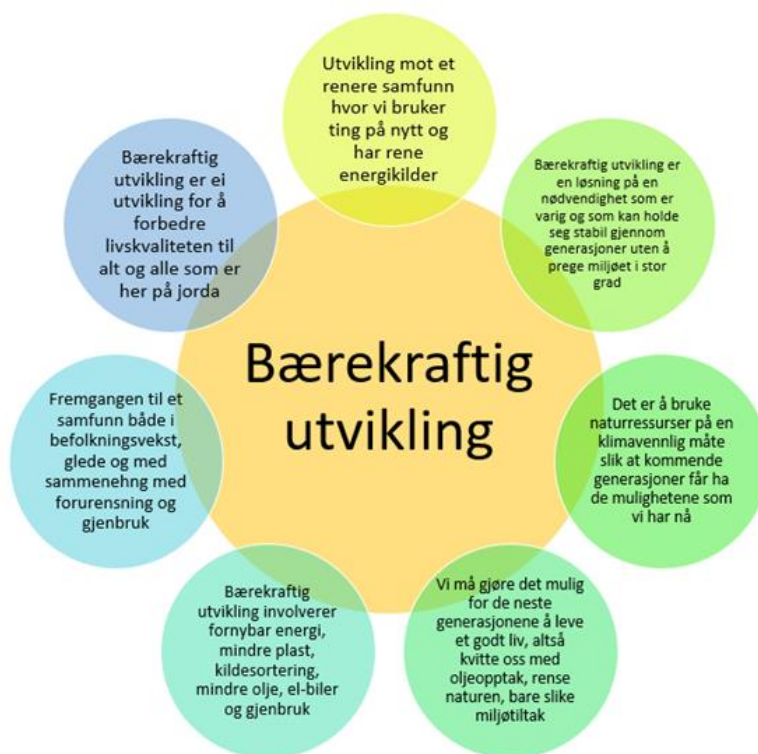 Utvikling mot et
renere samfunn
hvor vi bruker
ting på nytt og
har rene
energikilder
Bærekraftig utvikling er
en løsning på en
nødvendighet som er
varig og som kan holde
seg stabil gjennom
generasjoner uten å
prege miljøet i stor
grad
Det er å bruke
naturressurser på en
klimavennlig måte
slik at kommende
generasjoner får ha
de mulighetene som
vi har nå
Vi må gjøre det mulig
for de neste
generasjonene å leve
et godt liv, altså
kvitte oss med
oljeopptak, rense
naturen, bare slike
miljøtiltak
Bærekraftig
utvikling involverer
fornybar energi,
mindre plast,
kildesortering,
mindre olje, el-biler
og gjenbruk
Fremgangen til et
samfunn både i
befolkningsvekst,
glede og med
sammenehng med
forurensning og
gjenbruk
Bærekraftig
utvikling er ei
utvikling for å
forbedre
livskvaliteten til
alt og alle som er
her på jorda
Bærekraftig
utvikling